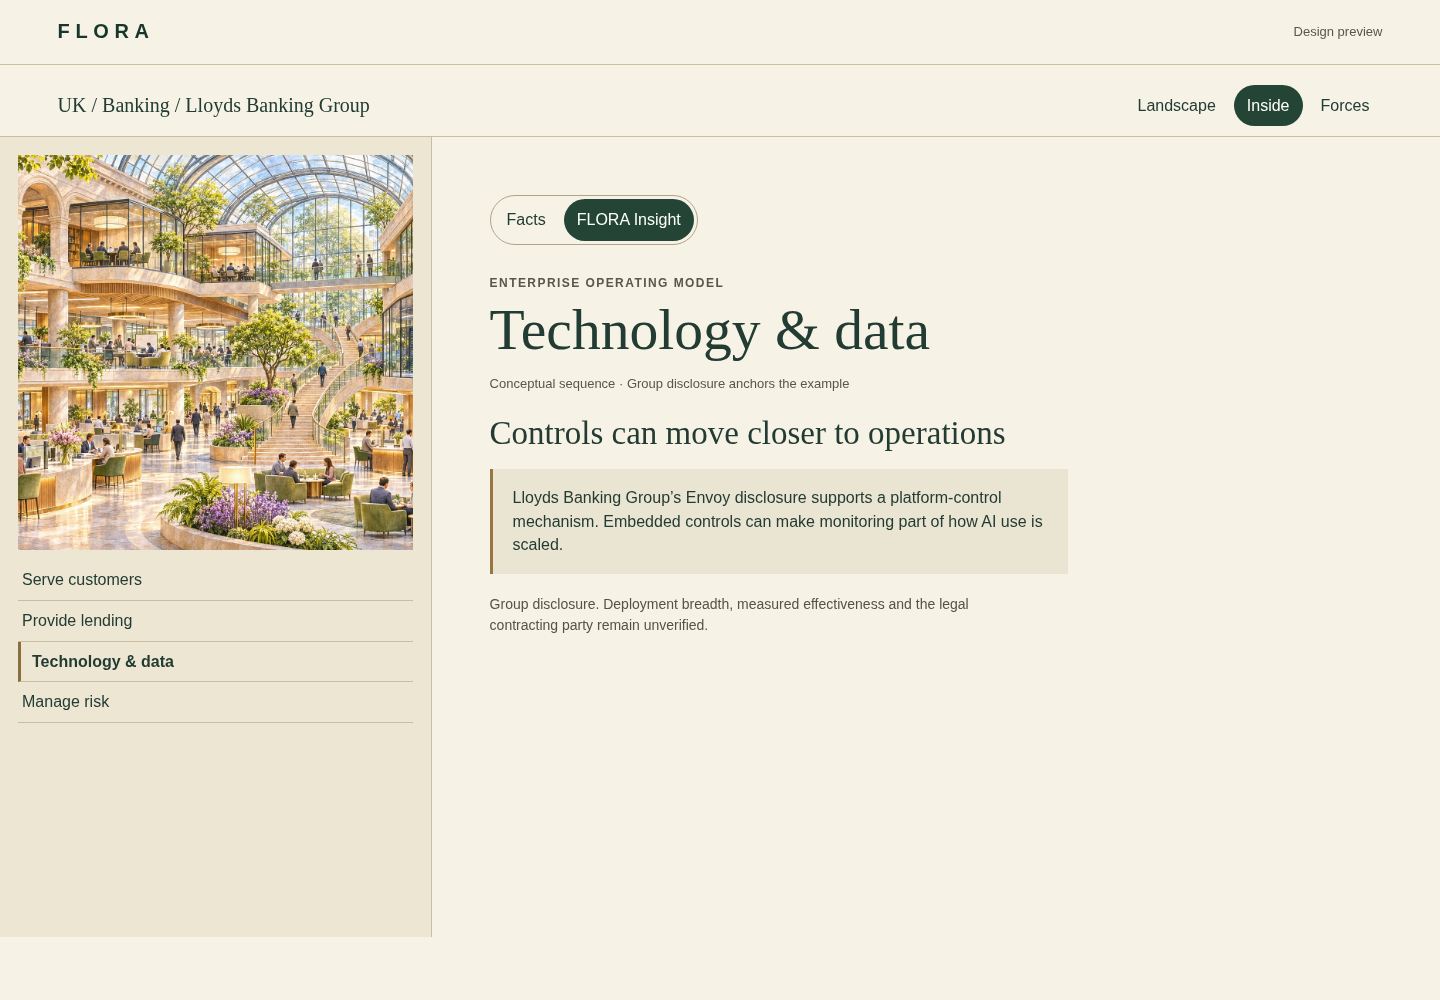 FLORA
Design preview
UK / Banking / Lloyds Banking Group
Landscape
Inside
Forces
Serve customers
Provide lending
Technology & data
Manage risk
Facts
FLORA Insight
ENTERPRISE OPERATING MODEL
Technology & data
Conceptual sequence · Group disclosure anchors the example
Controls can move closer to operations
Lloyds Banking Group’s Envoy disclosure supports a platform-control
mechanism. Embedded controls can make monitoring part of how AI use is
scaled.
Group disclosure. Deployment breadth, measured effectiveness and the legal
contracting party remain unverified.